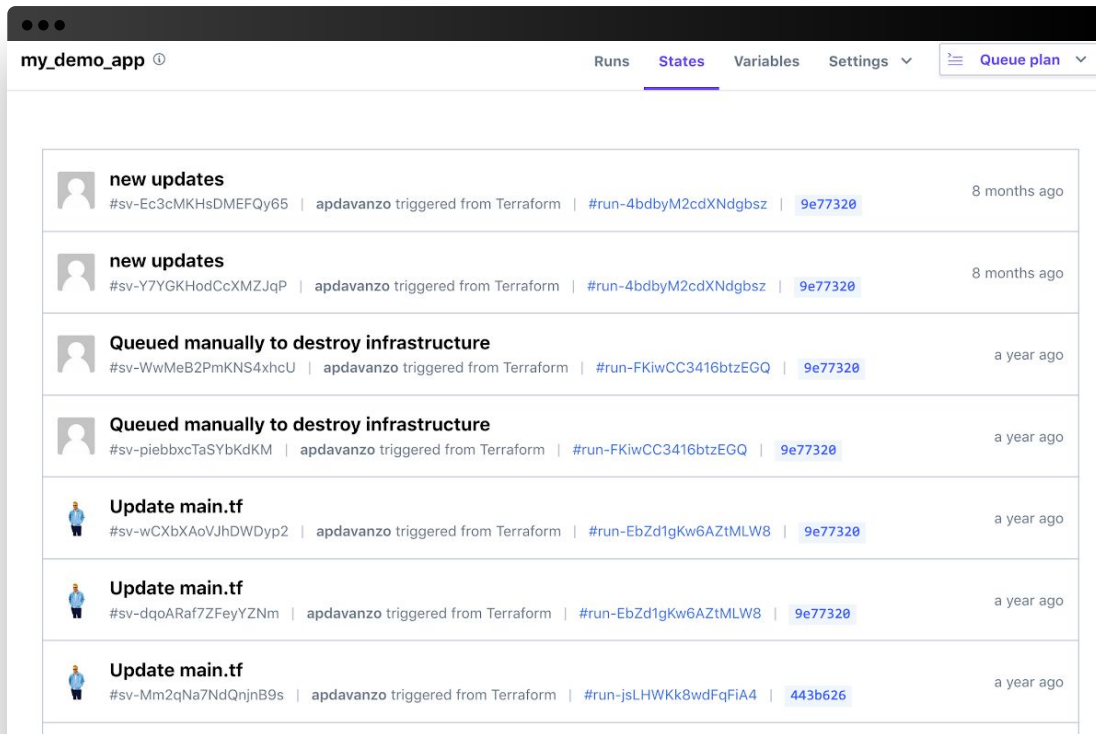 my_demo_app
Runs States Variables Settings Queue plan
new updates
#sv-Ec3cMKHsDMEFQy65 | apdavanzo triggered from Terraform | #run-4bdbyM2cdXNdgbsz | 9e77320
8 months ago
new updates
#sv-Y7YGKHodCcXMZJqP | apdavanzo triggered from Terraform | #run-4bdbyM2cdXNdgbsz | 9e77320
8 months ago
Queued manually to destroy infrastructure
#sv-WwMeB2PmKNS4xhcU | apdavanzo triggered from Terraform | #run-FKiwCC3416btzEGQ | 9e77320
a year ago
Queued manually to destroy infrastructure
#sv-piebbxcTaSYbKdKM | apdavanzo triggered from Terraform | #run-FKiwCC3416btzEGQ | 9e77320
a year ago
Update main.tf
#sv-wCXbXAoVJhDWDyp2 | apdavanzo triggered from Terraform | #run-EbZd1gKw6AZtMLW8 | 9e77320
a year ago
Update main.tf
#sv-dqoARaf7ZFeyYZNm | apdavanzo triggered from Terraform | #run-EbZd1gKw6AZtMLW8 | 9e77320
a year ago
Update main.tf
#sv-Mm2qNa7NdQnjnB9s | apdavanzo triggered from Terraform | #run-jsLHWKk8wdFqFiA4 | 443b626
a year ago